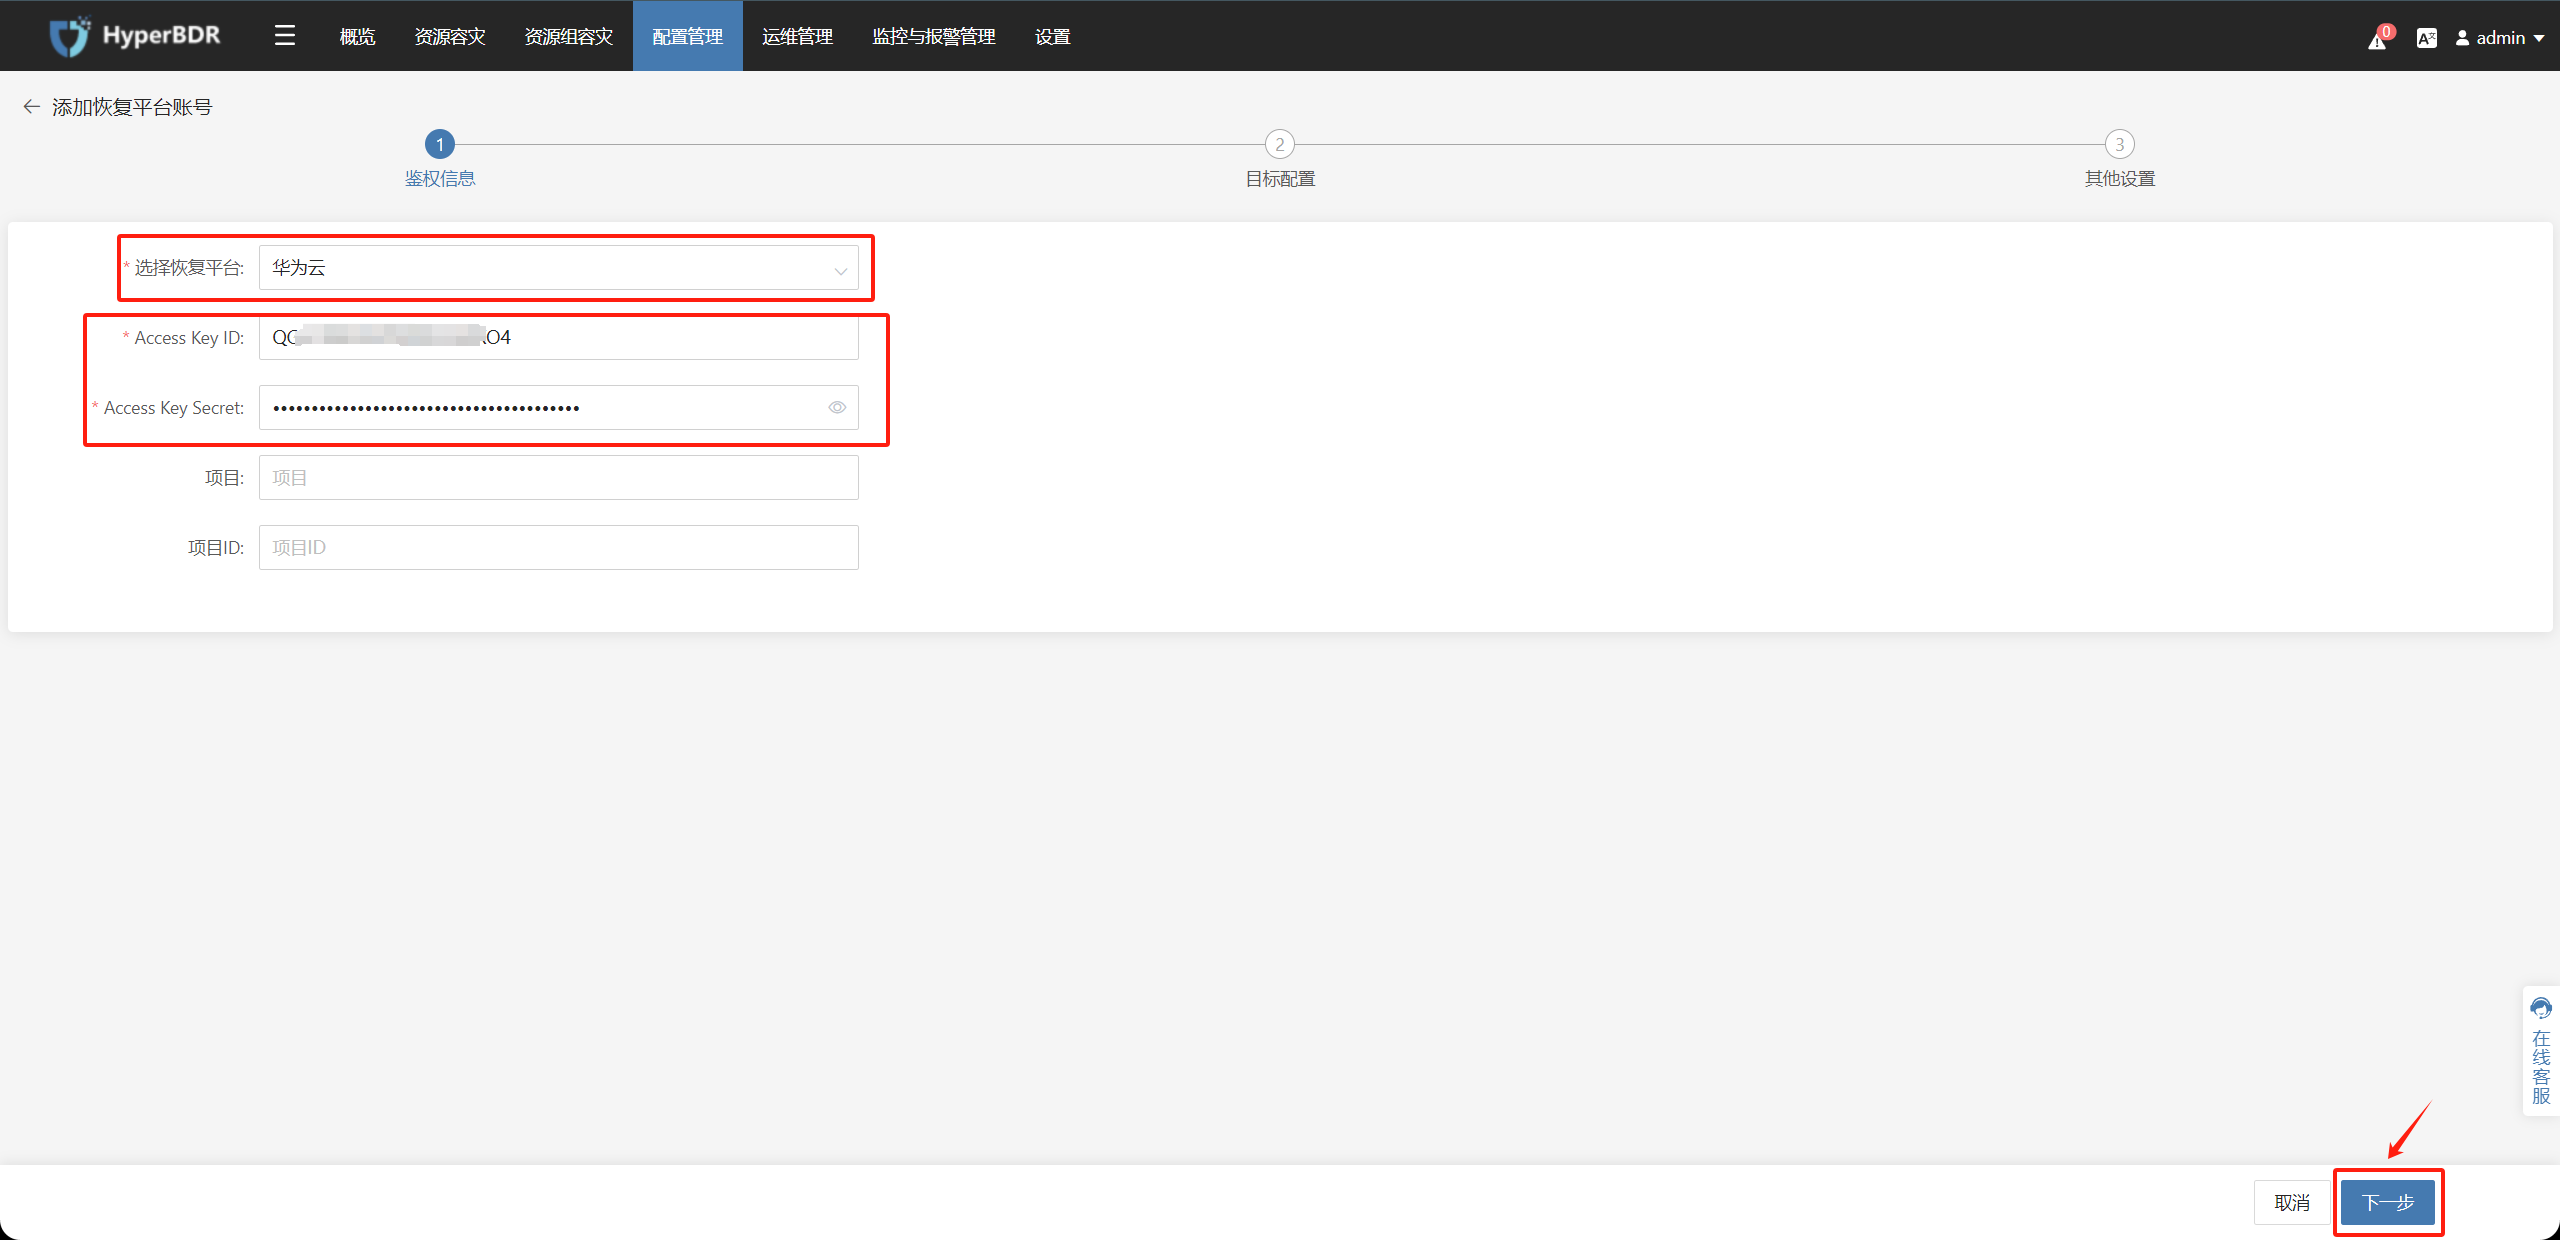 HyperBDR
概览 资源容灾 资源组容灾 配置管理 运维管理 监控与报警管理 设置
0 admin
添加恢复平台账号
1 2 3
鉴权信息 目标配置 其他设置
* 选择恢复平台: 华为云
* Access Key ID: O4
* Access Key Secret: ••••••••••••••••••••••••••••••••••••••••
项目: 项目
项目ID: 项目ID
在线客服
取消 下一步